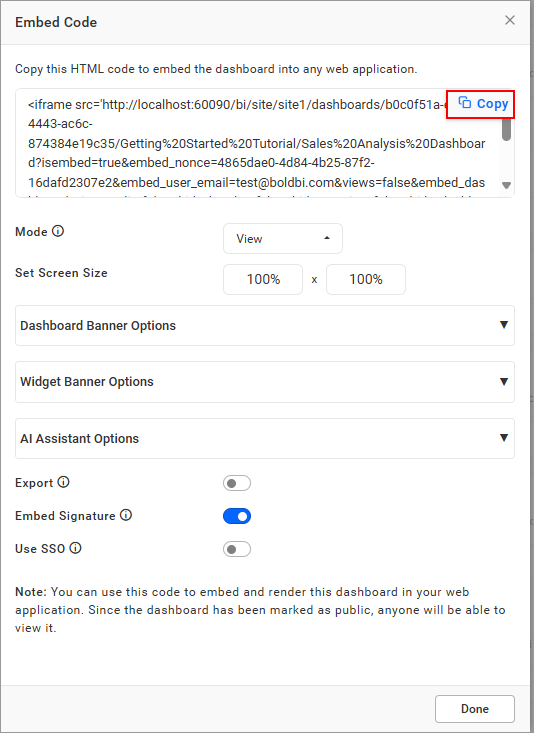 Embed Code
Copy this HTML code to embed the dashboard into any web application.
<iframe src='http://localhost:60090/bi/site/site1/dashboards/b0c0f51a-
Copy
4443-ac6c-
874384e19c35/Getting%20Started%20Tutorial/Sales%20Analysis%20Dashboar
d?isembed=true&embed_nonce=4865dae0-4d84-4b25-87f2-
16dafd2307e2&embed_user_email=test@boldbi.com&views=false&embed_das
Mode
View
Set Screen Size
100% x 100%
Dashboard Banner Options
Widget Banner Options
AI Assistant Options
Export
Embed Signature
Use SSO
Note: You can use this code to embed and render this dashboard in your web
application. Since the dashboard has been marked as public, anyone will be able to
view it.
Done